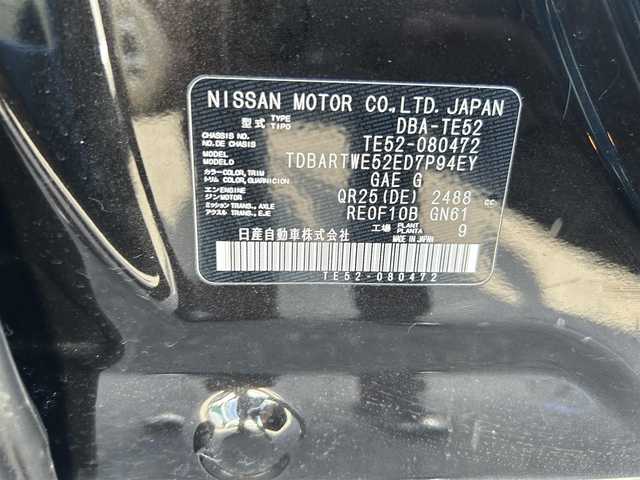 NISSAN MOTOR CO.,LTD. JAPAN
型式 TYPE TIPO DBA-TE52
CHASSIS NO. NO.DE CHASIS TE52-080472
モデル MODEL MODELO TDBARTWE52ED7P94EY
カラー COLOR,TRIM トリム COLOR,GUARNICION GAE G
エンジン ENGINE MOTOR QR25(DE) 2488 cc
ミッション TRANS.,AXLE アクスル TRANS.,EJE RE0F10B GN61
日産自動車株式会社 工場 PLANT PLANTA 9 MADE IN JAPAN
TE52-080472